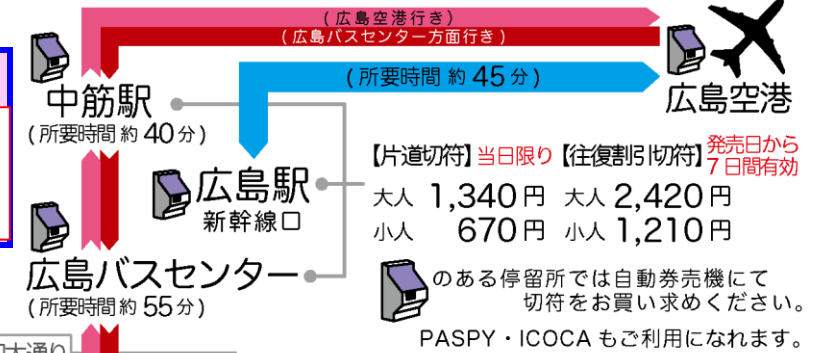 (広島空港行き)
(広島バスセンター方面行き)
(所要時間 約45分)
広島空港
中筋駅
(所要時間 約40分)
広島駅
新幹線口
【片道切符】当日限り
大人 1,340円
小人 670円
【往復割引切符】発売日から7日間有効
大人 2,420円
小人 1,210円
広島バスセンター
(所要時間 約55分)
のある停留所では自動券売機にて
切符をお買い求めください。
PASPY・ICOCAもご利用になれます。
大通り